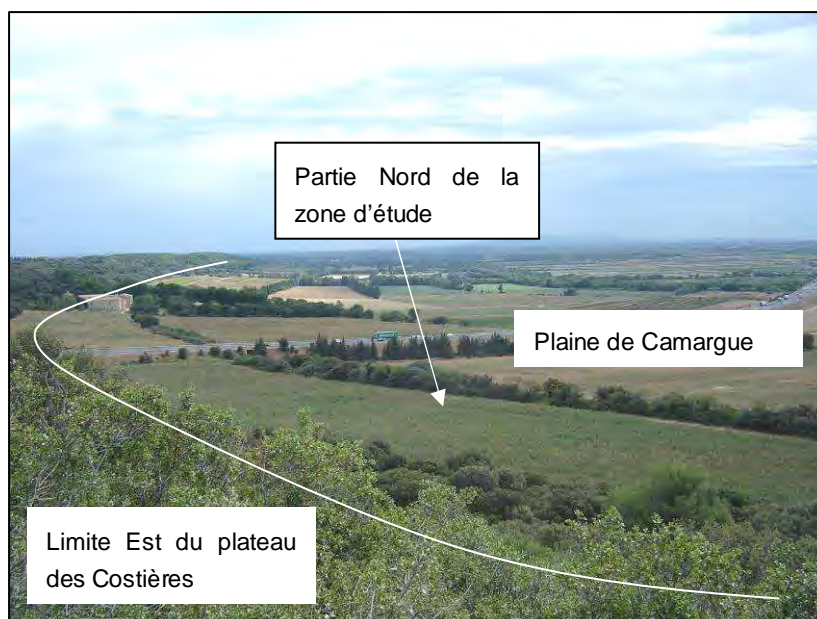 Partie Nord de la
zone d'étude
Plaine de Camargue
Limite Est du plateau
des Costières